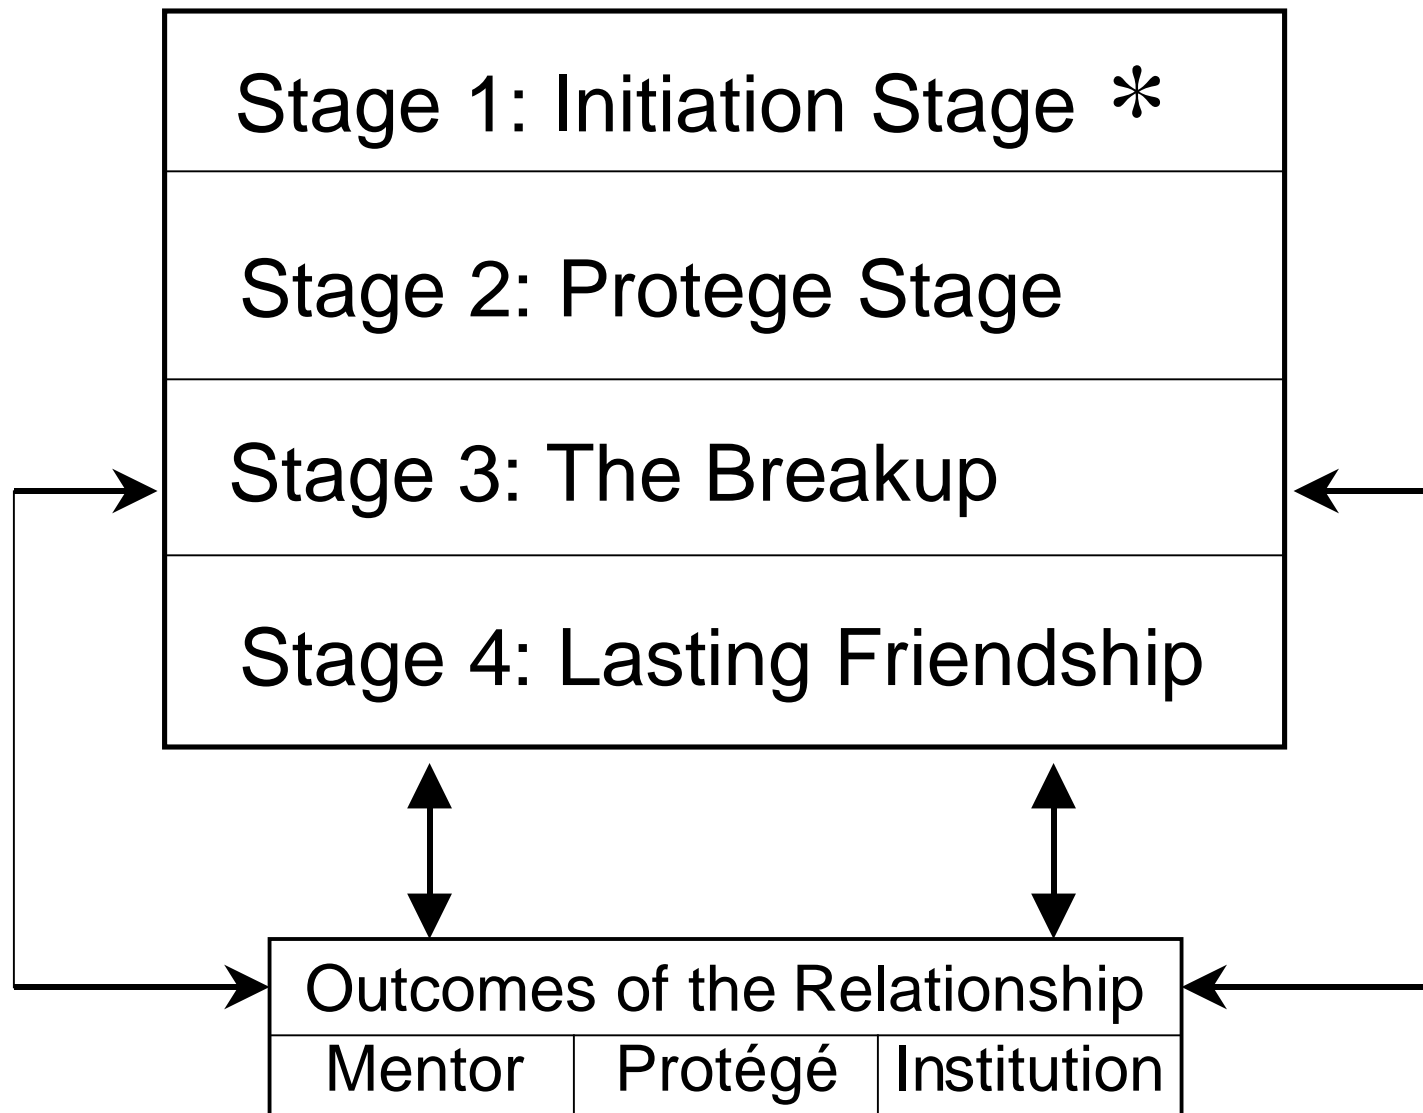 Stage 1: Initiation Stage *
Stage 2: Protege Stage
Stage 3: The Breakup
Stage 4: Lasting Friendship
Outcomes of the Relationship
Mentor Protégé Institution